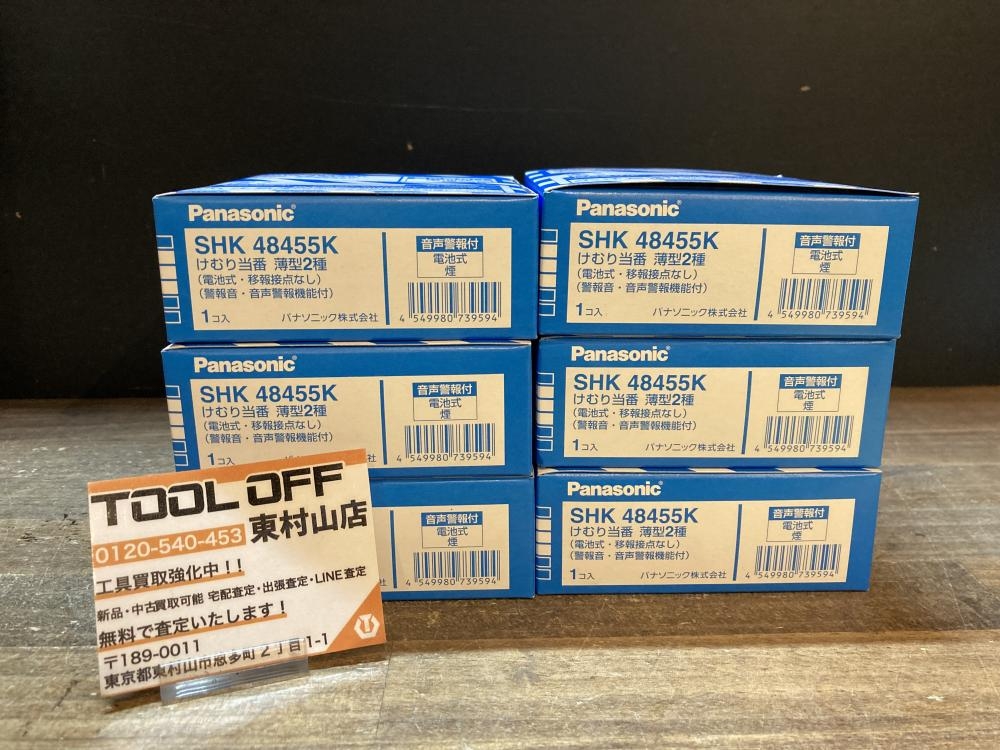 Panasonic
SHK 48455K
けむり当番 薄型2種
(電池式・移報接点なし)
(警報音・音声警報機能付)
1コ入 パナソニック株式会社
音声警報付
電池式
煙
4 549980 739594
Panasonic
SHK 48455K
けむり当番 薄型2種
(電池式・移報接点なし)
(警報音・音声警報機能付)
1コ入 パナソニック株式会社
音声警報付
電池式
煙
4 549980 739594
Panasonic
SHK 48455K
けむり当番 薄型2種
(電池式・移報接点なし)
(警報音・音声警報機能付)
1コ入
音声警報付
電池式
煙
4 549980 739594
Panasonic
SHK 48455K
けむり当番 薄型2種
(電池式・移報接点なし)
(警報音・音声警報機能付)
1コ入 パナソニック株式会社
音声警報付
電池式
煙
4 549980 739594
音声警報付
電池式
煙
4 549980 739594
Panasonic
SHK 48455K
けむり当番 薄型2種
(電池式・移報接点なし)
(警報音・音声警報機能付)
1コ入 パナソニック株式会社
音声警報付
電池式
煙
4 549980 739594
TOOL OFF
0120-540-453 東村山店
工具買取強化中!!
新品・中古買取可能 宅配査定・出張査定・LINE査定
無料で査定いたします!
〒189-0011
東京都東村山市恩多町2丁目1-1